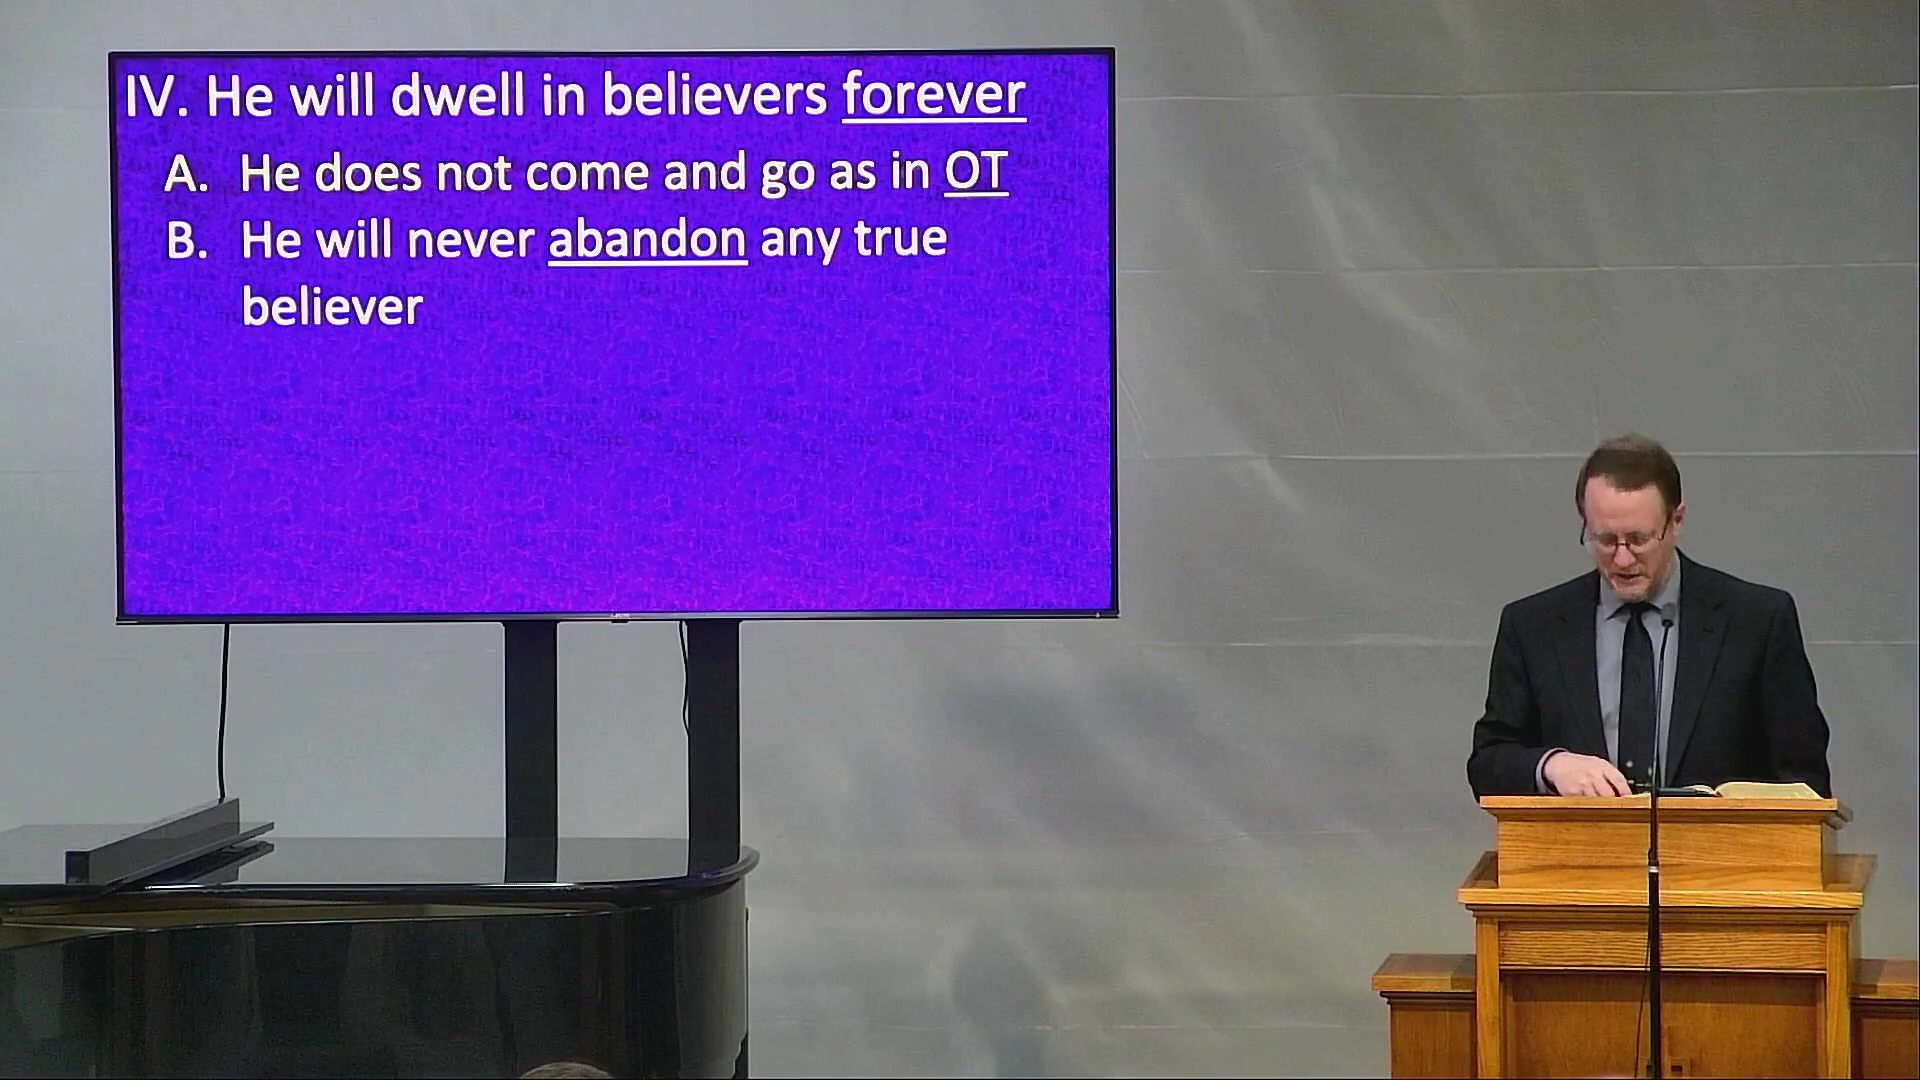 IV. He will dwell in believers forever
A. He does not come and go as in OT
B. He will never abandon any true
believer